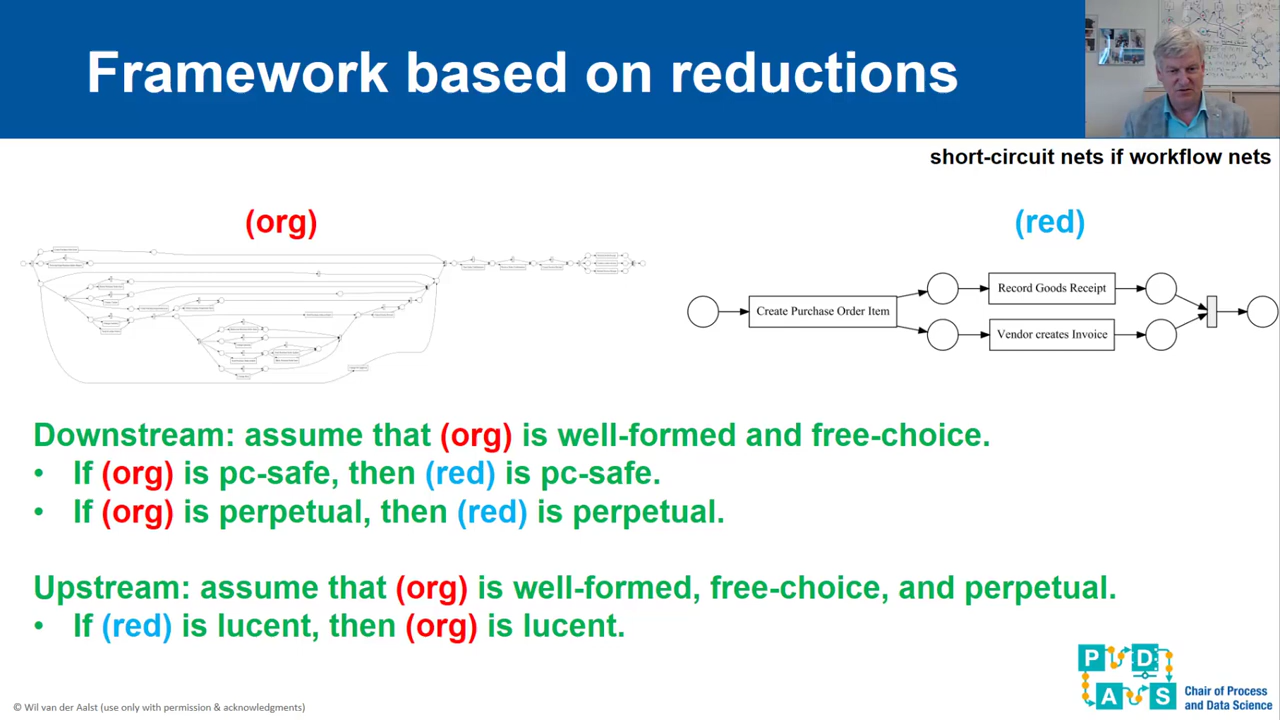 Framework based on reductions
short-circuit nets if workflow nets
(org)
(red)
Create Purchase Order Item
Record Goods Receipt
Vendor creates Invoice
Downstream: assume that (org) is well-formed and free-choice.
• If (org) is pc-safe, then (red) is pc-safe.
• If (org) is perpetual, then (red) is perpetual.
Upstream: assume that (org) is well-formed, free-choice, and perpetual.
• If (red) is lucent, then (org) is lucent.
P D
A S
Chair of Process
and Data Science
© Wil van der Aalst (use only with permission & acknowledgments)